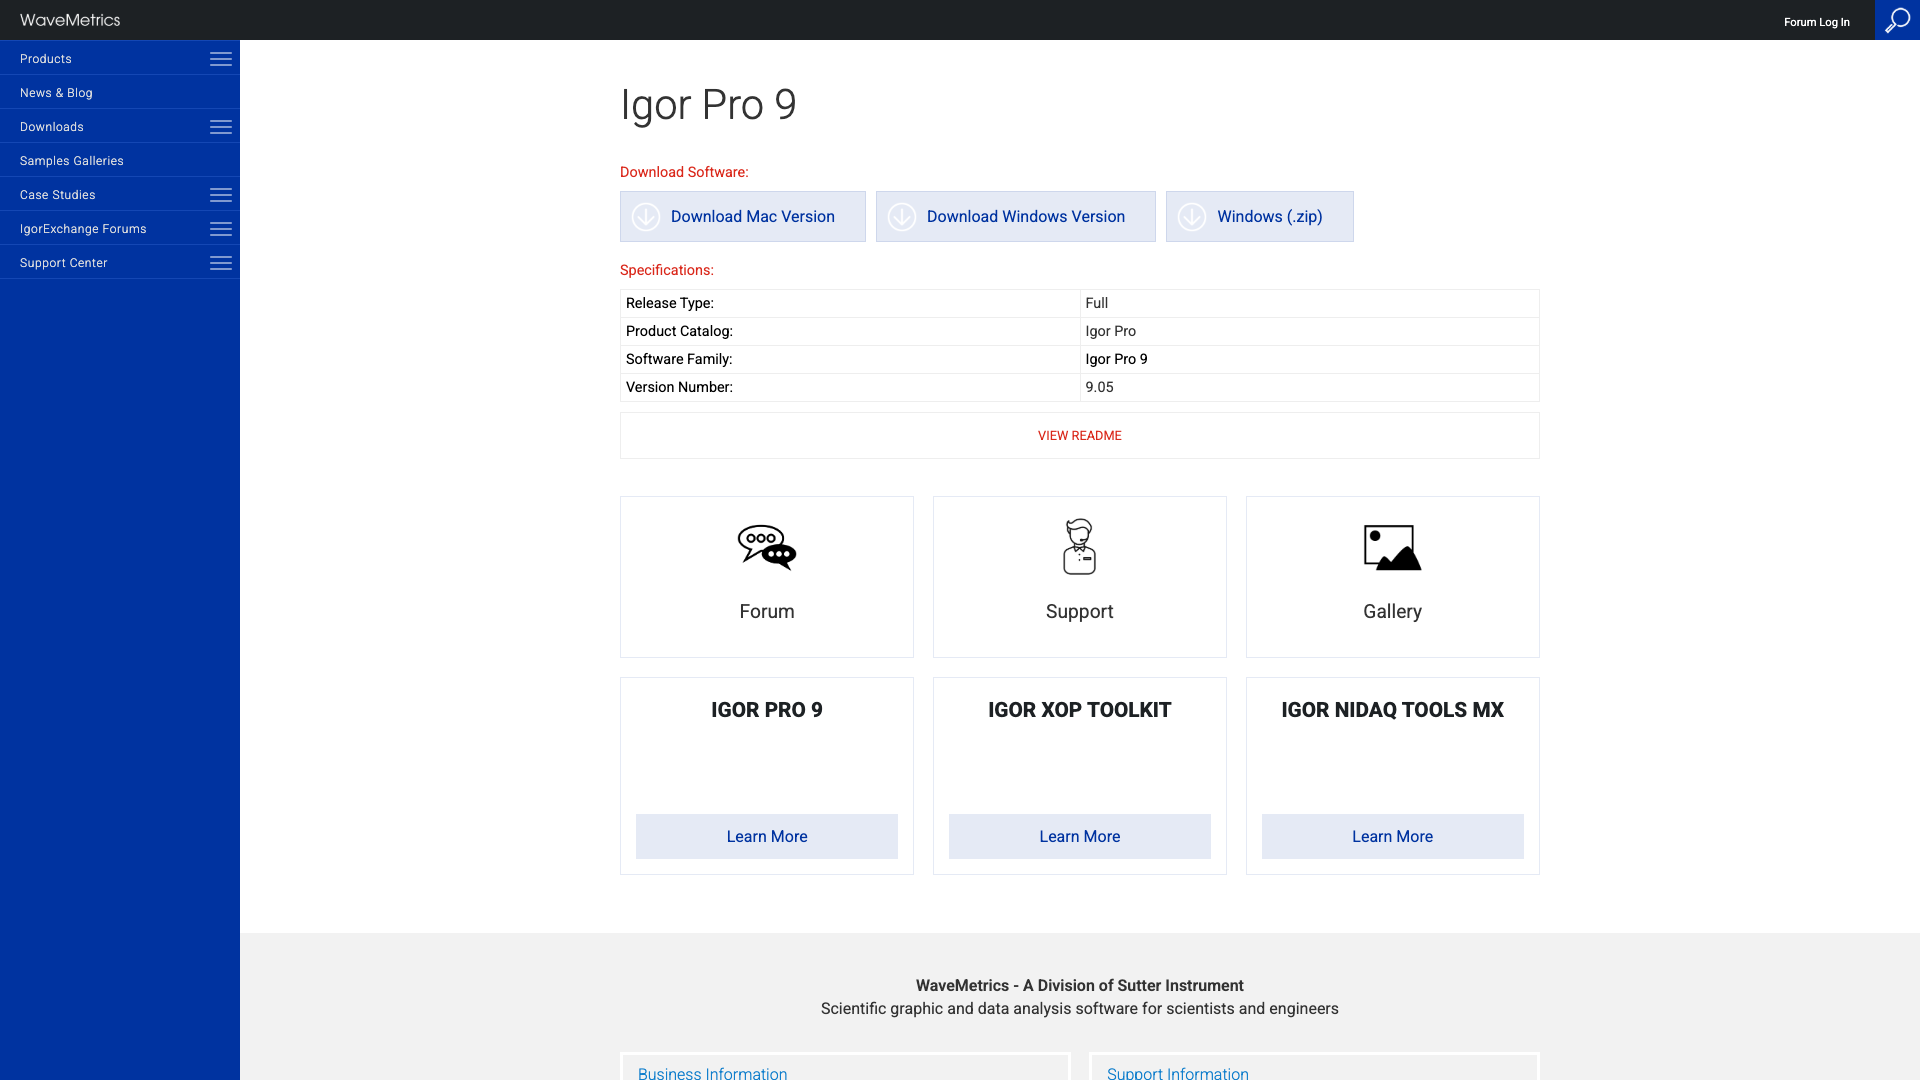 WaveMetrics
Forum Log In
Products
News & Blog
Downloads
Samples Galleries
Case Studies
IgorExchange Forums
Support Center
Igor Pro 9
Download Software:
Download Mac Version
Download Windows Version
Windows (.zip)
Specifications:
Release Type: Full
Product Catalog: Igor Pro
Software Family: Igor Pro 9
Version Number: 9.05
VIEW README
Forum
Support
Gallery
IGOR PRO 9
Learn More
IGOR XOP TOOLKIT
Learn More
IGOR NIDAQ TOOLS MX
Learn More
WaveMetrics - A Division of Sutter Instrument
Scientific graphic and data analysis software for scientists and engineers
Business Information
Support Information